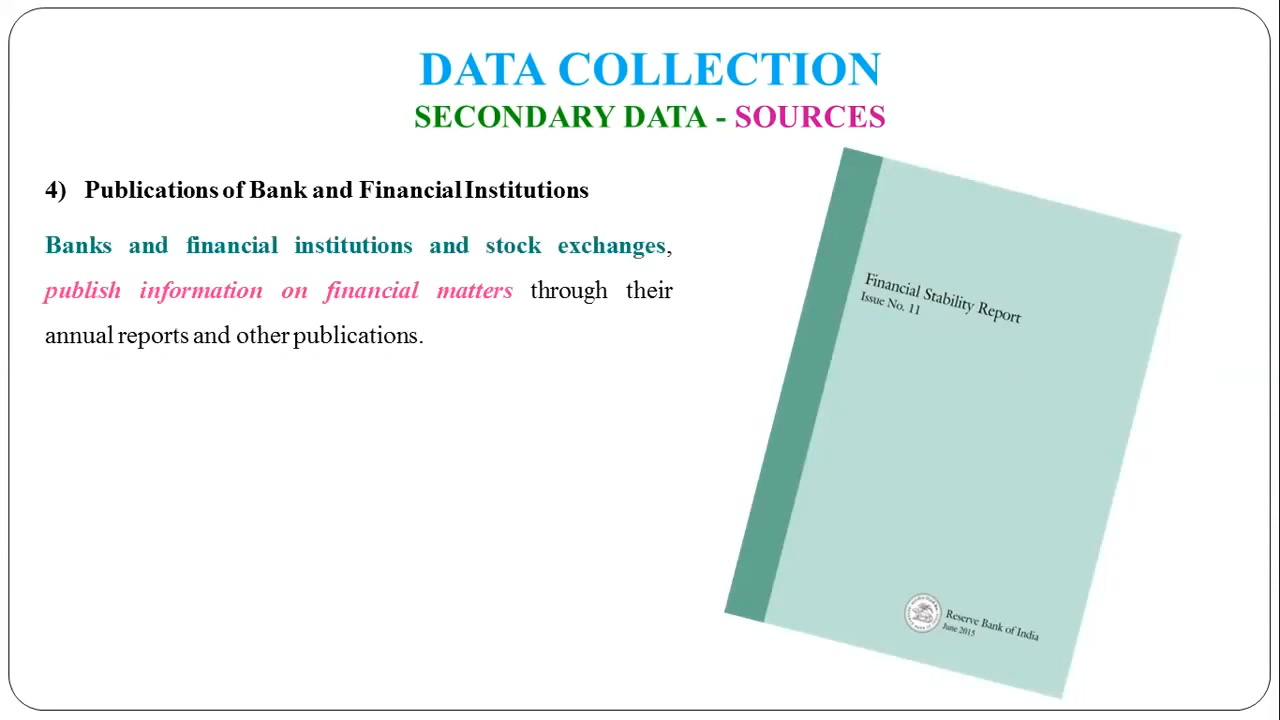 DATA COLLECTION
SECONDARY DATA - SOURCES
4) Publications of Bank and Financial Institutions
Banks and financial institutions and stock exchanges,
publish information on financial matters through their
annual reports and other publications.
Financial Stability Report
Issue No. 11
Reserve Bank of India
June 2015